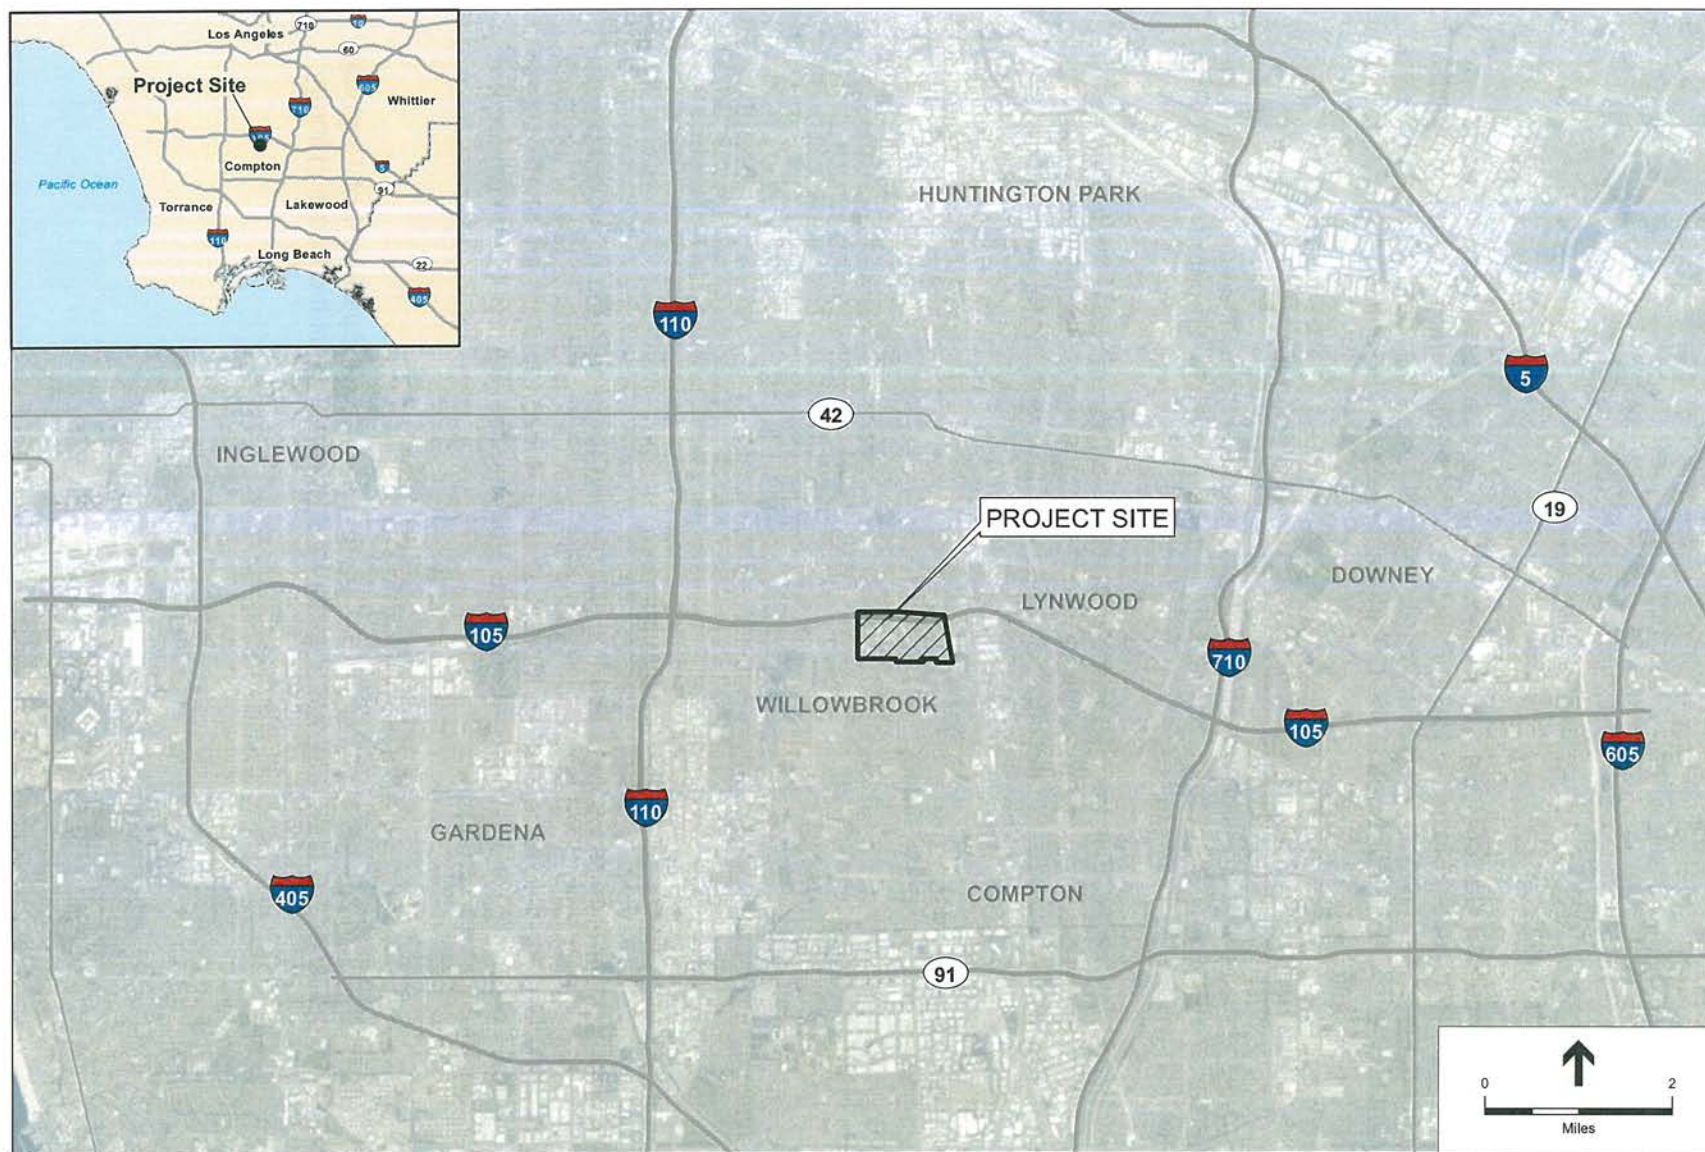 710
10
Los Angeles
60
Project Site
605
Whittier
710
105
Compton
5
Pacific Ocean
91
Torrance
Lakewood
110
Long Beach
22
405
HUNTINGTON PARK
110
5
42
INGLEWOOD
PROJECT SITE
19
DOWNEY
LYNWOOD
105
710
WILLOWBROOK
105
605
110
GARDENA
405
COMPTON
91
0 2
Miles